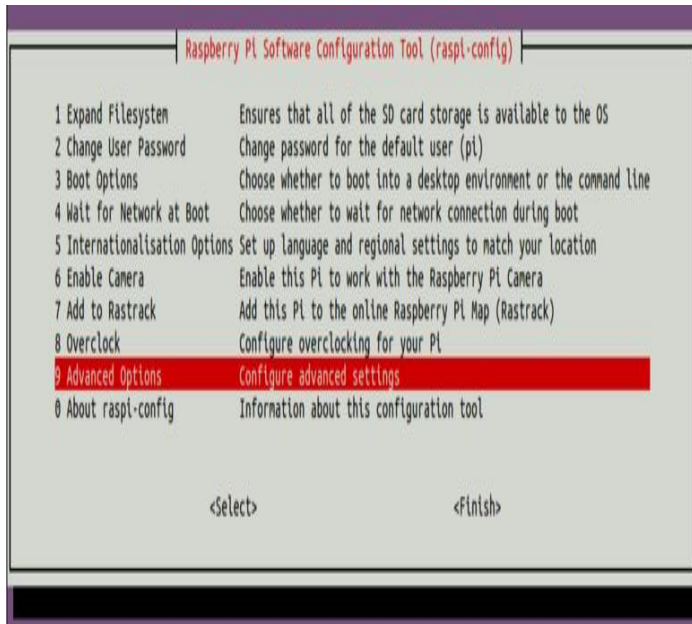 Raspberry Pi Software Configuration Tool (raspi-config)
1 Expand Filesystem Ensures that all of the SD card storage is available to the OS
2 Change User Password Change password for the default user (pi)
3 Boot Options Choose whether to boot into a desktop environment or the command line
4 Wait for Network at Boot Choose whether to wait for network connection during boot
5 Internationalisation Options Set up language and regional settings to match your location
6 Enable Camera Enable this Pi to work with the Raspberry Pi Camera
7 Add to Rastrack Add this Pi to the online Raspberry Pi Map (Rastrack)
8 Overclock Configure overclocking for your Pi
9 Advanced Options Configure advanced settings
0 About raspi-config Information about this configuration tool
<Select> <Finish>